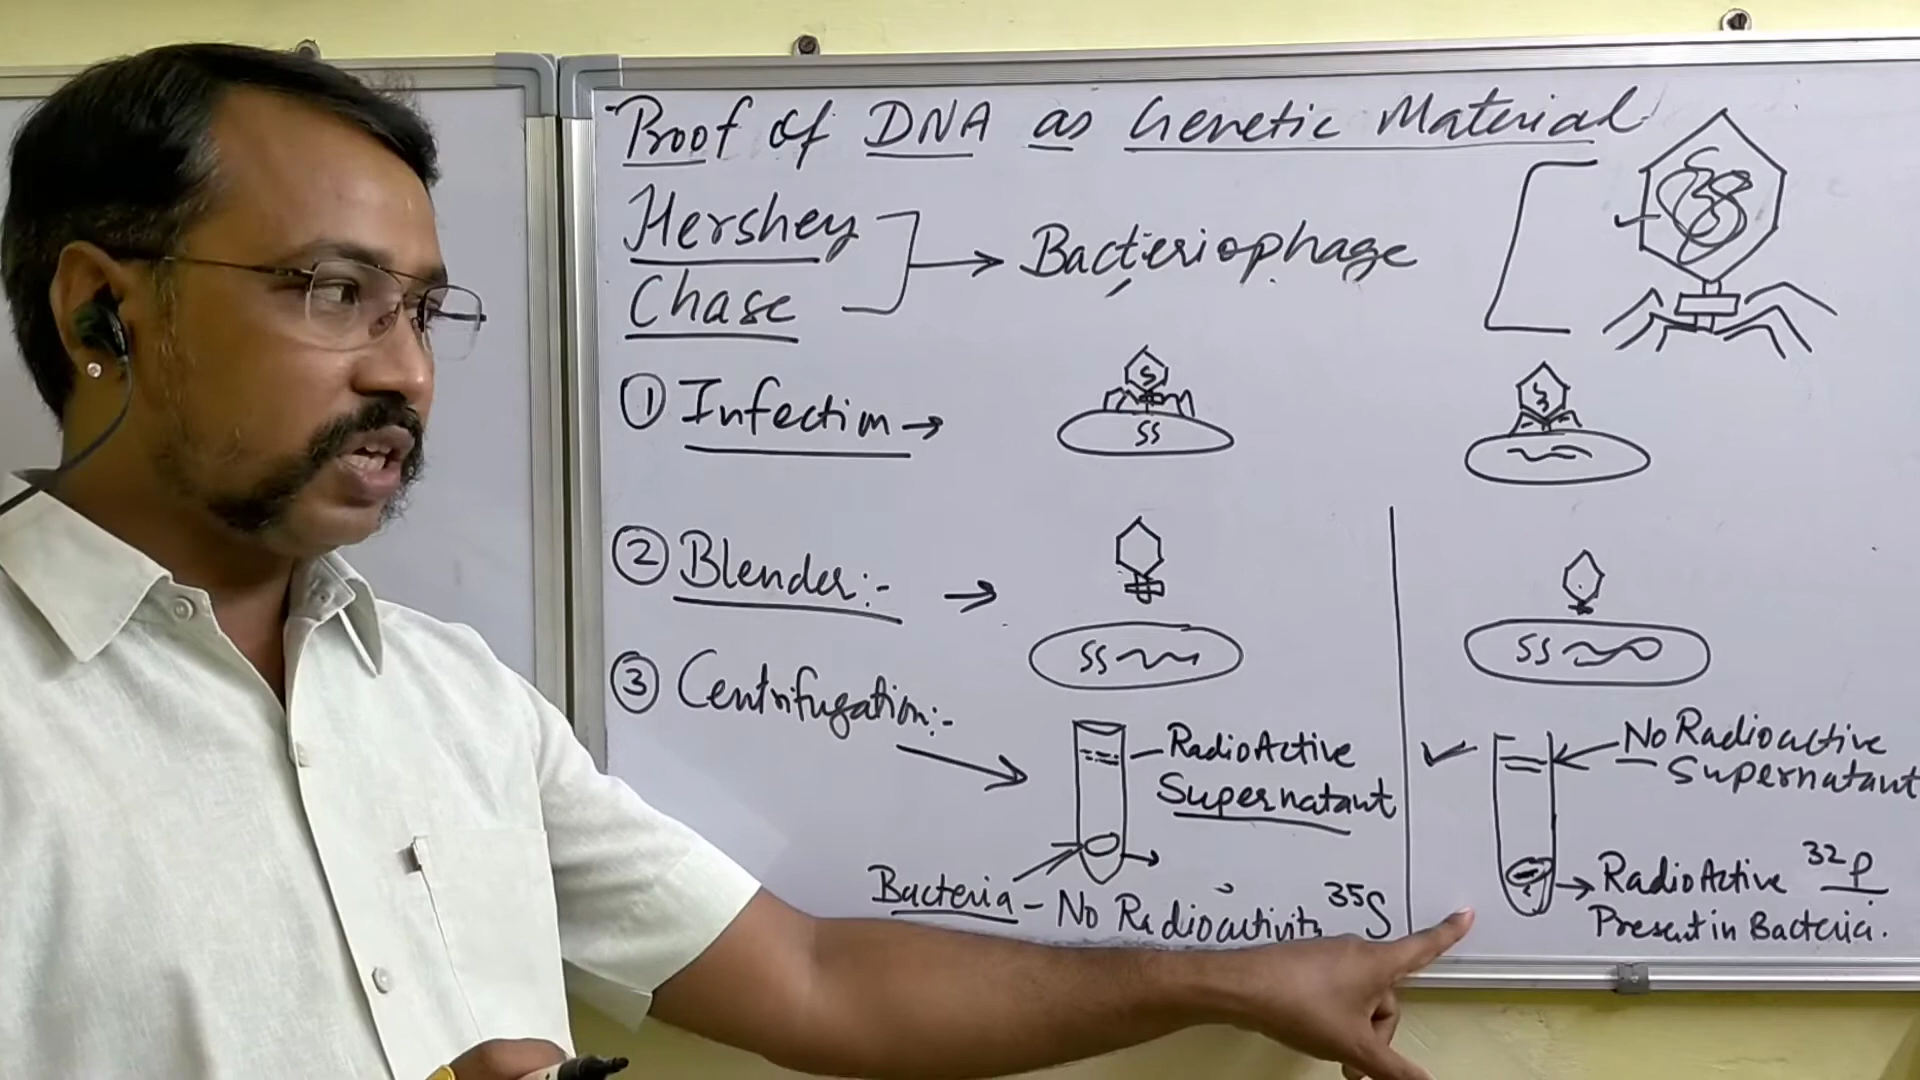 Proof of DNA as Genetic Material
Hershey
Chase
Bacteriophage
① Infection
SS
② Blender:-
SS
SS
③ Centrifugation:-
RadioActive
Supernatant
Bacteria - No Radioactivity 35S
No Radioactive
Supernatant
RadioActive 32P
Present in Bacteria.